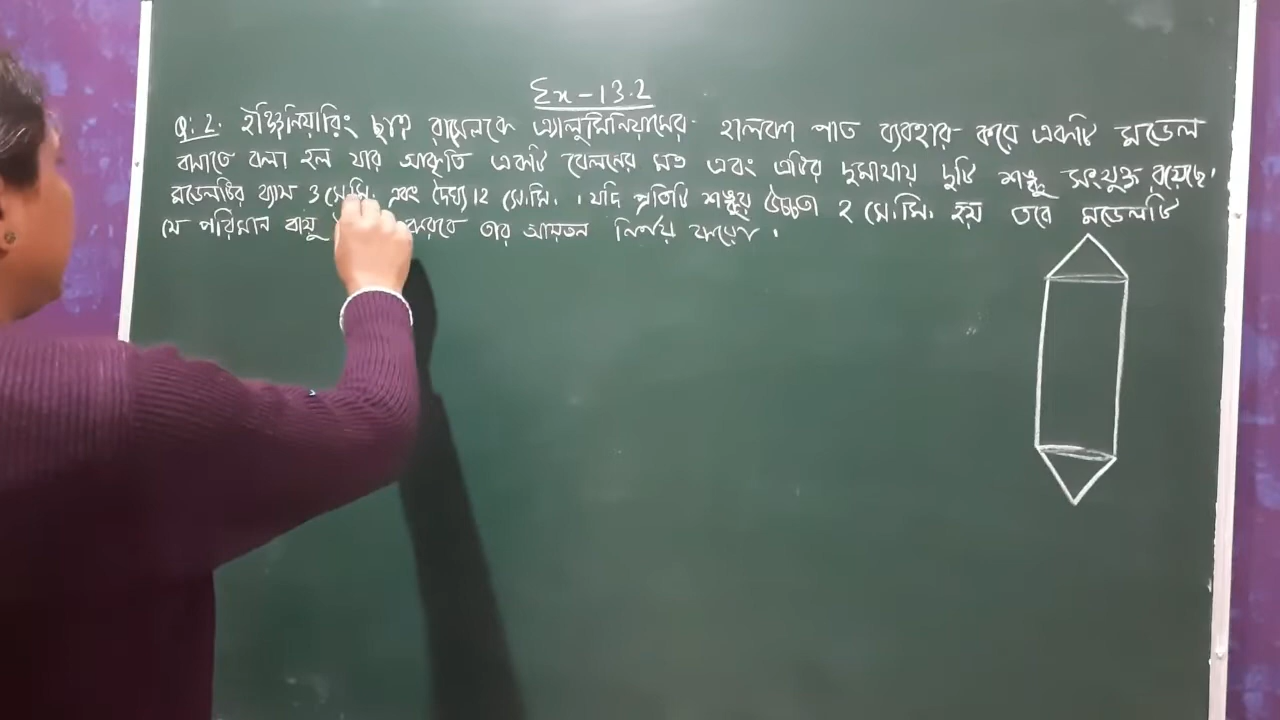 Ex - 13.2
Q. 2. ইঞ্জিনিয়ারিং ছাত্র রাসেলকে অ্যালুমিনিয়ামের হালকা পাত ব্যবহার করে একটি মডেল
বানাতে বলা হল যার আকৃতি একটি বেলনের মত এবং এটির দুমাথায় দুটি শঙ্কু সংযুক্ত রয়েছে।
মডেলটির ব্যাস 3 সে.মি. এবং দৈর্ঘ্য 12 সে.মি. । যদি প্রতিটি শঙ্কুর উচ্চতা 2 সে.মি. হয় তবে মডেলটি
যে পরিমান বায়ু করবে তার আয়তন নির্ণয় করো।